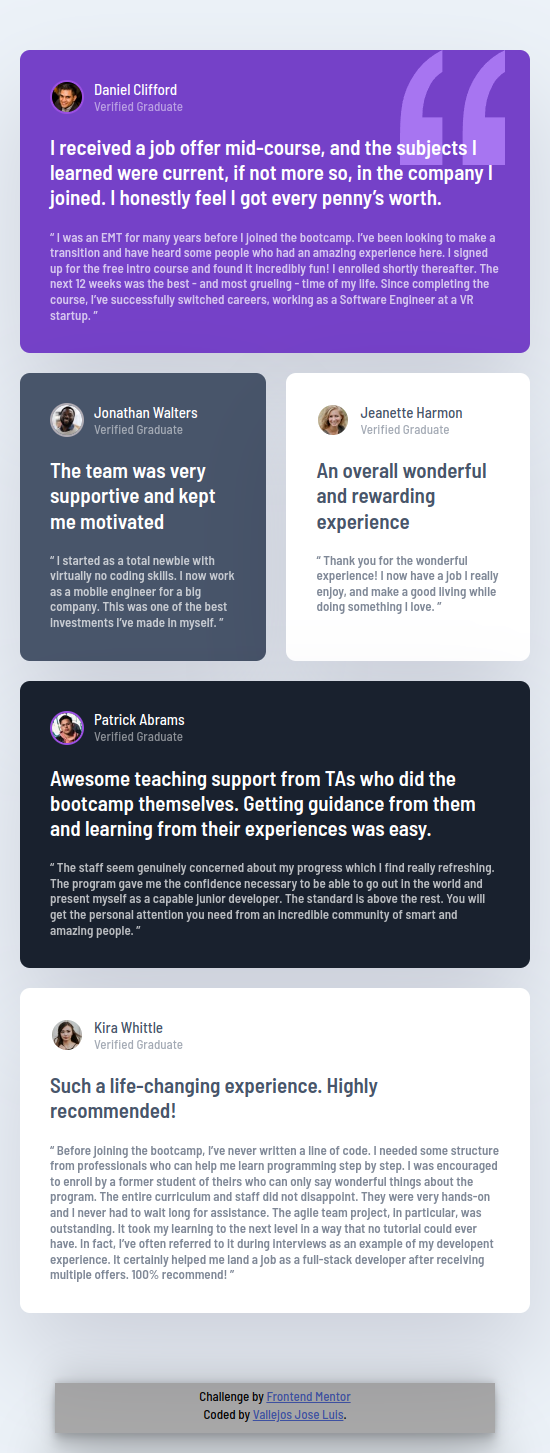 Daniel Clifford
Verified Graduate
I received a job offer mid-course, and the subjects I
learned were current, if not more so, in the company I
joined. I honestly feel I got every penny’s worth.
“ I was an EMT for many years before I joined the bootcamp. I’ve been looking to make a
transition and have heard some people who had an amazing experience here. I signed
up for the free intro course and found it incredibly fun! I enrolled shortly thereafter. The
next 12 weeks was the best - and most grueling - time of my life. Since completing the
course, I’ve successfully switched careers, working as a Software Engineer at a VR
startup. ”
Jonathan Walters
Verified Graduate
The team was very
supportive and kept
me motivated
“ I started as a total newbie with
virtually no coding skills. I now work
as a mobile engineer for a big
company. This was one of the best
investments I’ve made in myself. ”
Jeanette Harmon
Verified Graduate
An overall wonderful
and rewarding
experience
“ Thank you for the wonderful
experience! I now have a job I really
enjoy, and make a good living while
doing something I love. ”
Patrick Abrams
Verified Graduate
Awesome teaching support from TAs who did the
bootcamp themselves. Getting guidance from them
and learning from their experiences was easy.
“ The staff seem genuinely concerned about my progress which I find really refreshing.
The program gave me the confidence necessary to be able to go out in the world and
present myself as a capable junior developer. The standard is above the rest. You will
get the personal attention you need from an incredible community of smart and
amazing people. ”
Kira Whittle
Verified Graduate
Such a life-changing experience. Highly
recommended!
“ Before joining the bootcamp, I’ve never written a line of code. I needed some structure
from professionals who can help me learn programming step by step. I was encouraged
to enroll by a former student of theirs who can only say wonderful things about the
program. The entire curriculum and staff did not disappoint. They were very hands-on
and I never had to wait long for assistance. The agile team project, in particular, was
outstanding. It took my learning to the next level in a way that no tutorial could ever
have. In fact, I’ve often referred to it during interviews as an example of my developent
experience. It certainly helped me land a job as a full-stack developer after receiving
multiple offers. 100% recommend! ”
Challenge by Frontend Mentor
Coded by Vallejos Jose Luis.